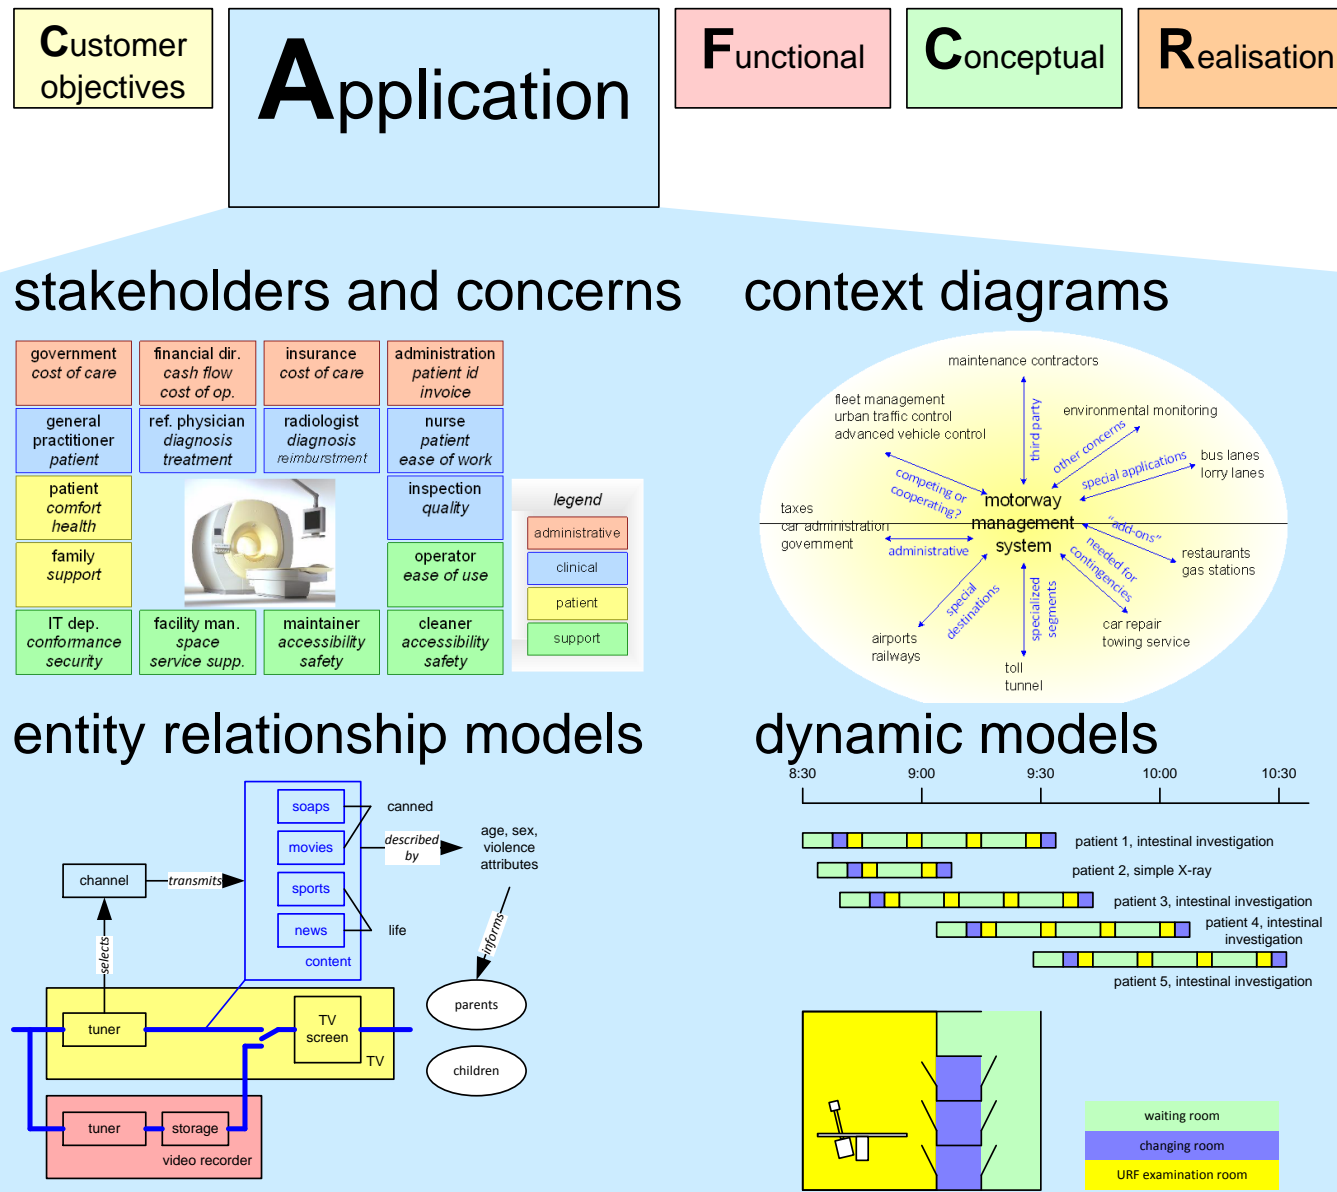 Customer
objectives
Application
Functional
Conceptual
Realisation
stakeholders and concerns
government
cost of care
financial dir.
cash flow
cost of op.
insurance
cost of care
administration
patient id
invoice
general
practitioner
patient
ref. physician
diagnosis
treatment
radiologist
diagnosis
reimburstment
nurse
patient
ease of work
patient
comfort
health
inspection
quality
family
support
operator
ease of use
IT dep.
conformance
security
facility man.
space
service supp.
maintainer
accessibility
safety
cleaner
accessibility
safety
legend
administrative
clinical
patient
support
context diagrams
maintenance contractors
fleet management
urban traffic control
advanced vehicle control
environmental monitoring
bus lanes
lorry lanes
third party
other concerns
special applications
competing or
cooperating?
motorway
management
system
taxes
car administration
government
administrative
"add-ons"
restaurants
gas stations
needed for
contingencies
car repair
towing service
special
destinations
airports
railways
specialized
segments
toll
tunnel
entity relationship models
soaps
movies
sports
news
content
canned
life
channel
transmits
described
by
age, sex,
violence
attributes
selects
informs
parents
children
tuner
TV
screen
TV
tuner
storage
video recorder
dynamic models
8:30
9:00
9:30
10:00
10:30
patient 1, intestinal investigation
patient 2, simple X-ray
patient 3, intestinal investigation
patient 4, intestinal
investigation
patient 5, intestinal investigation
waiting room
changing room
URF examination room